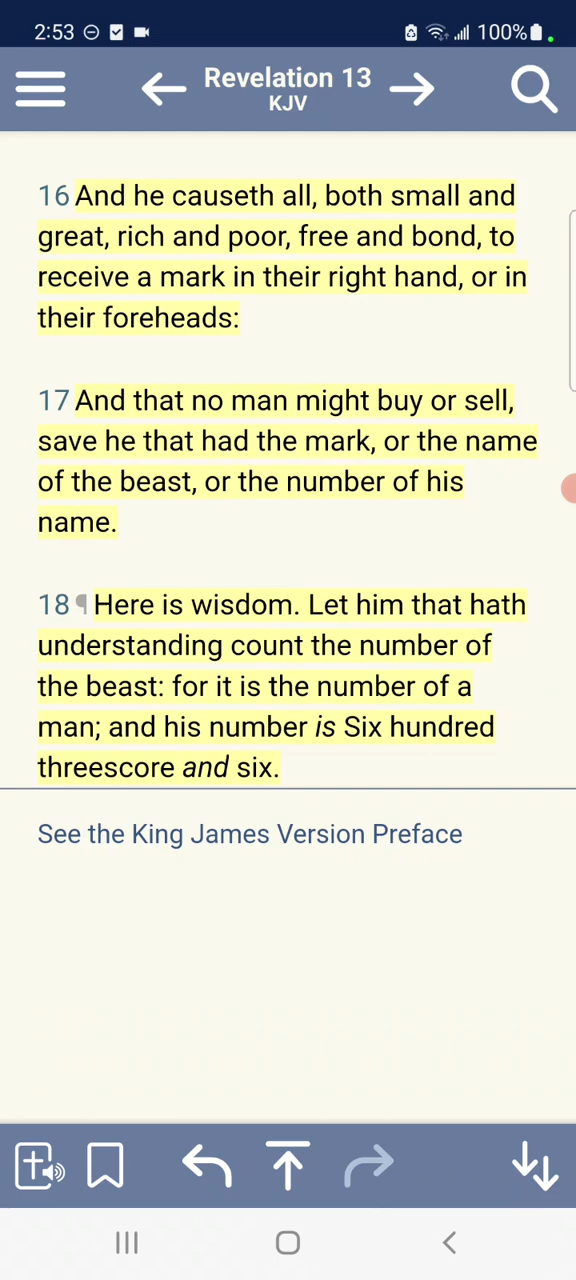 2:53 100%
Revelation 13
KJV
16 And he causeth all, both small and
great, rich and poor, free and bond, to
receive a mark in their right hand, or in
their foreheads:
17 And that no man might buy or sell,
save he that had the mark, or the name
of the beast, or the number of his
name.
18 ¶ Here is wisdom. Let him that hath
understanding count the number of
the beast: for it is the number of a
man; and his number is Six hundred
threescore and six.
See the King James Version Preface